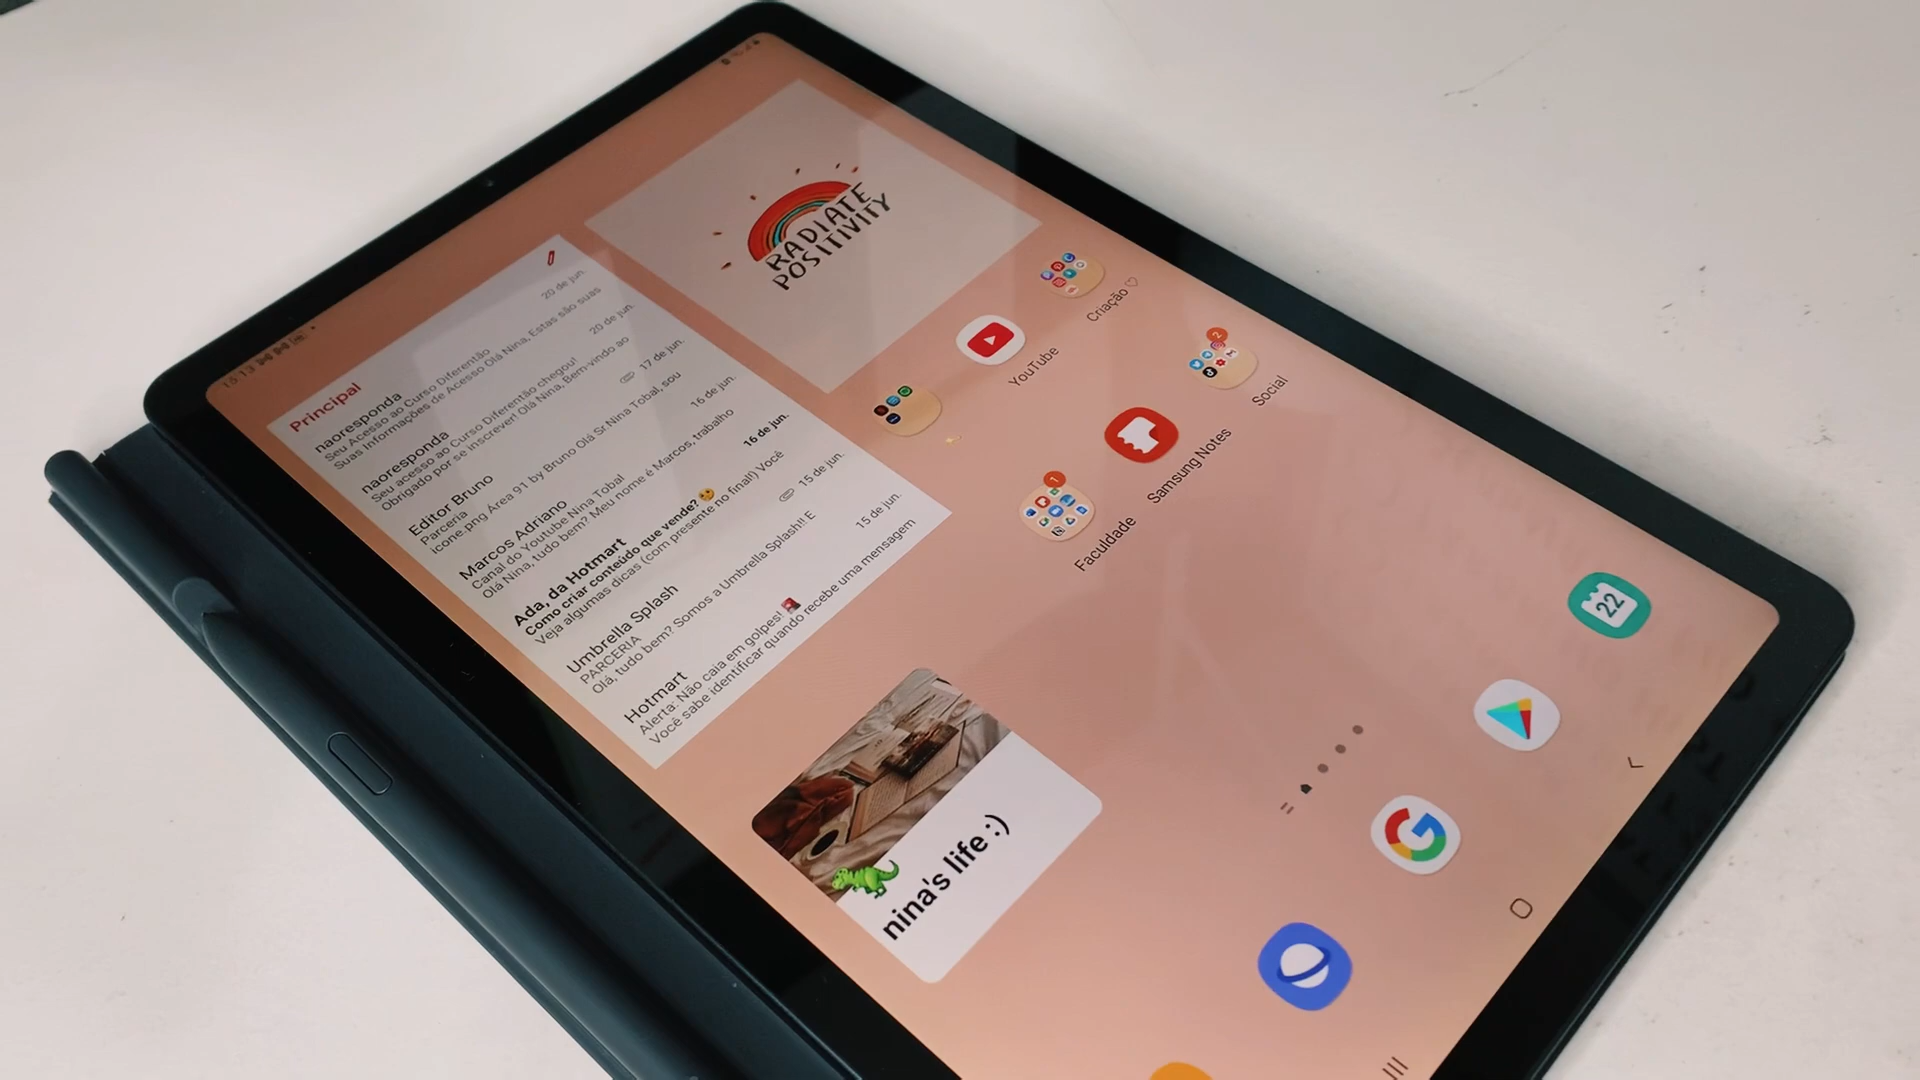 15:13
Principal
naoresponda
20 de jun.
Seu Acesso ao Curso Diferentão
Suas Informações de Acesso Olá Nina, Estas são suas
naoresponda
20 de jun.
Seu acesso ao Curso Diferentão chegou!
Obrigado por se inscrever! Olá Nina, Bem-vindo ao
Editor Bruno
17 de jun.
Parceria
icone.png Área 91 by Bruno Olá Sr.Nina Tobal, sou
Marcos Adriano
16 de jun.
Canal do Youtube Nina Tobal
Olá Nina, tudo bem? Meu nome é Marcos, trabalho
Ada, da Hotmart
16 de jun.
Como criar conteúdo que vende? 🤔
Veja algumas dicas (com presente no final!) Você
Umbrella Splash
15 de jun.
PARCERIA
Olá, tudo bem? Somos a Umbrella Splash!! E
Hotmart
15 de jun.
Alerta: Não caia em golpes! 🚨
Você sabe identificar quando recebe uma mensagem
RADIATE
POSITIVITY
YouTube
Criação ♡
Faculdade
Samsung Notes
Social
1
2
nina's life :)
22
G